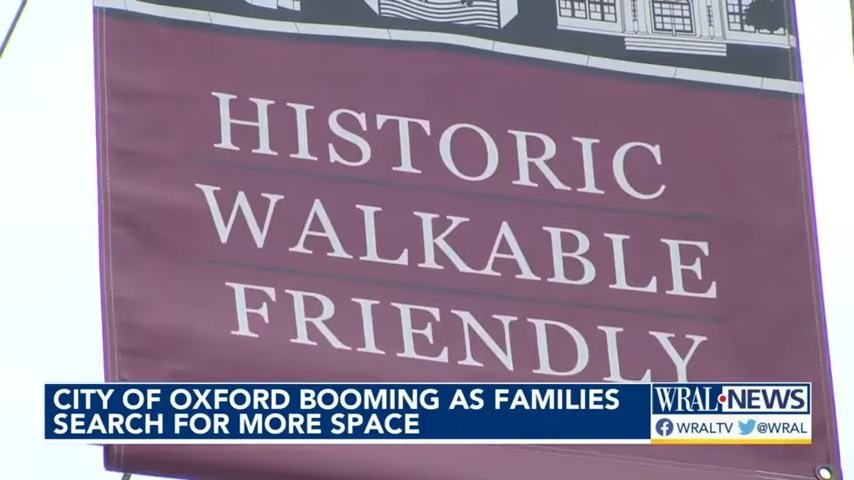 HISTORIC
WALKABLE
FRIENDLY
CITY OF OXFORD BOOMING AS FAMILIES
SEARCH FOR MORE SPACE
WRAL NEWS
WRALTV @WRAL